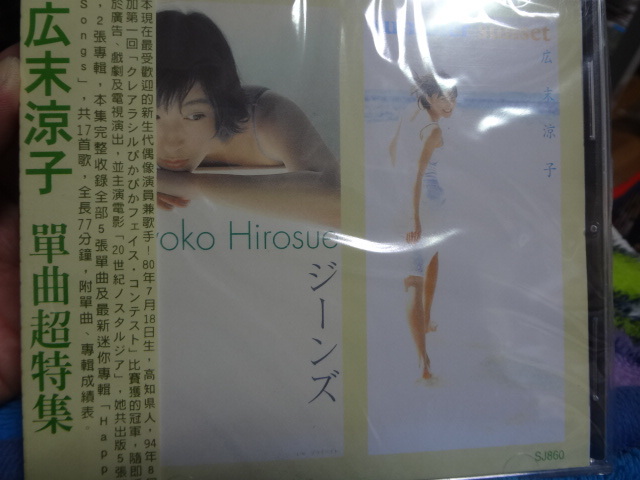 広末涼子 單曲超特集
本現在最受歡迎的新生代偶像演員兼歌手!80年7月18日生,高知県人,94年8
加第一回「クレアラシルぴかぴかフェイス・コンテスト」比賽獲的冠軍,隨即
於廣告、戲劇及電視演出,並主演電影「20世紀ノスタルジア」,她共出版5張
,2張專輯,本集完整收錄全部5張單曲及最新迷你專輯「Happ
Songs」,共17首歌,全長77分鐘,附單曲、專輯成績表.
oko Hirosue
ジーンズ
広末涼子
SJ860